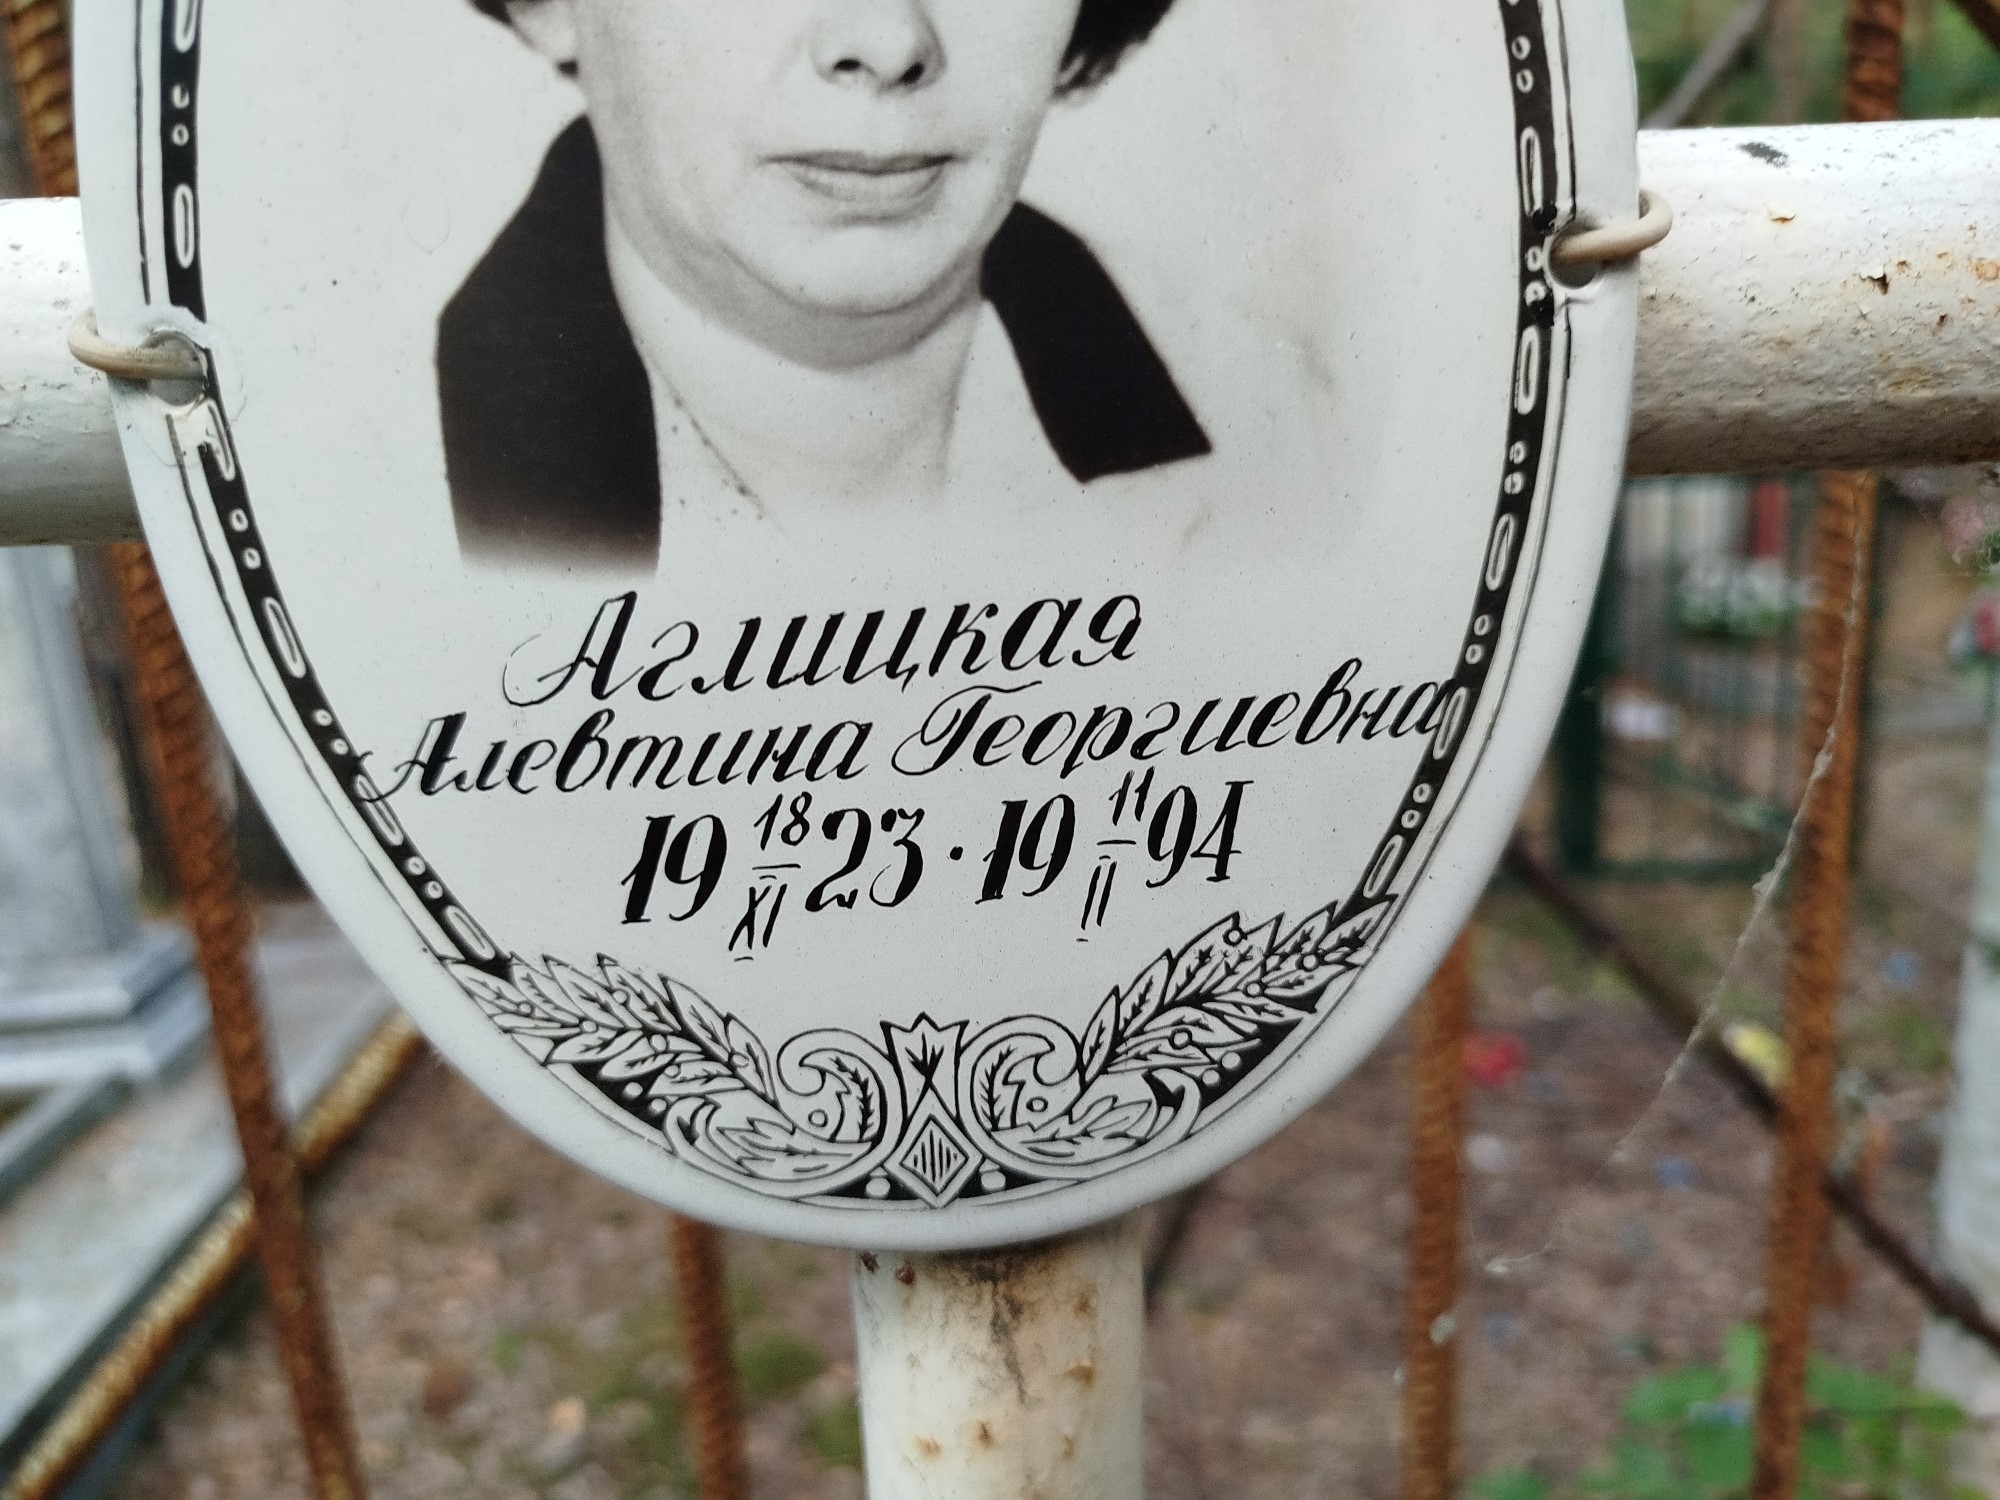 Аглицкая
Алевтина Георгиевна
19 18/XI 23 · 19 11/II 94